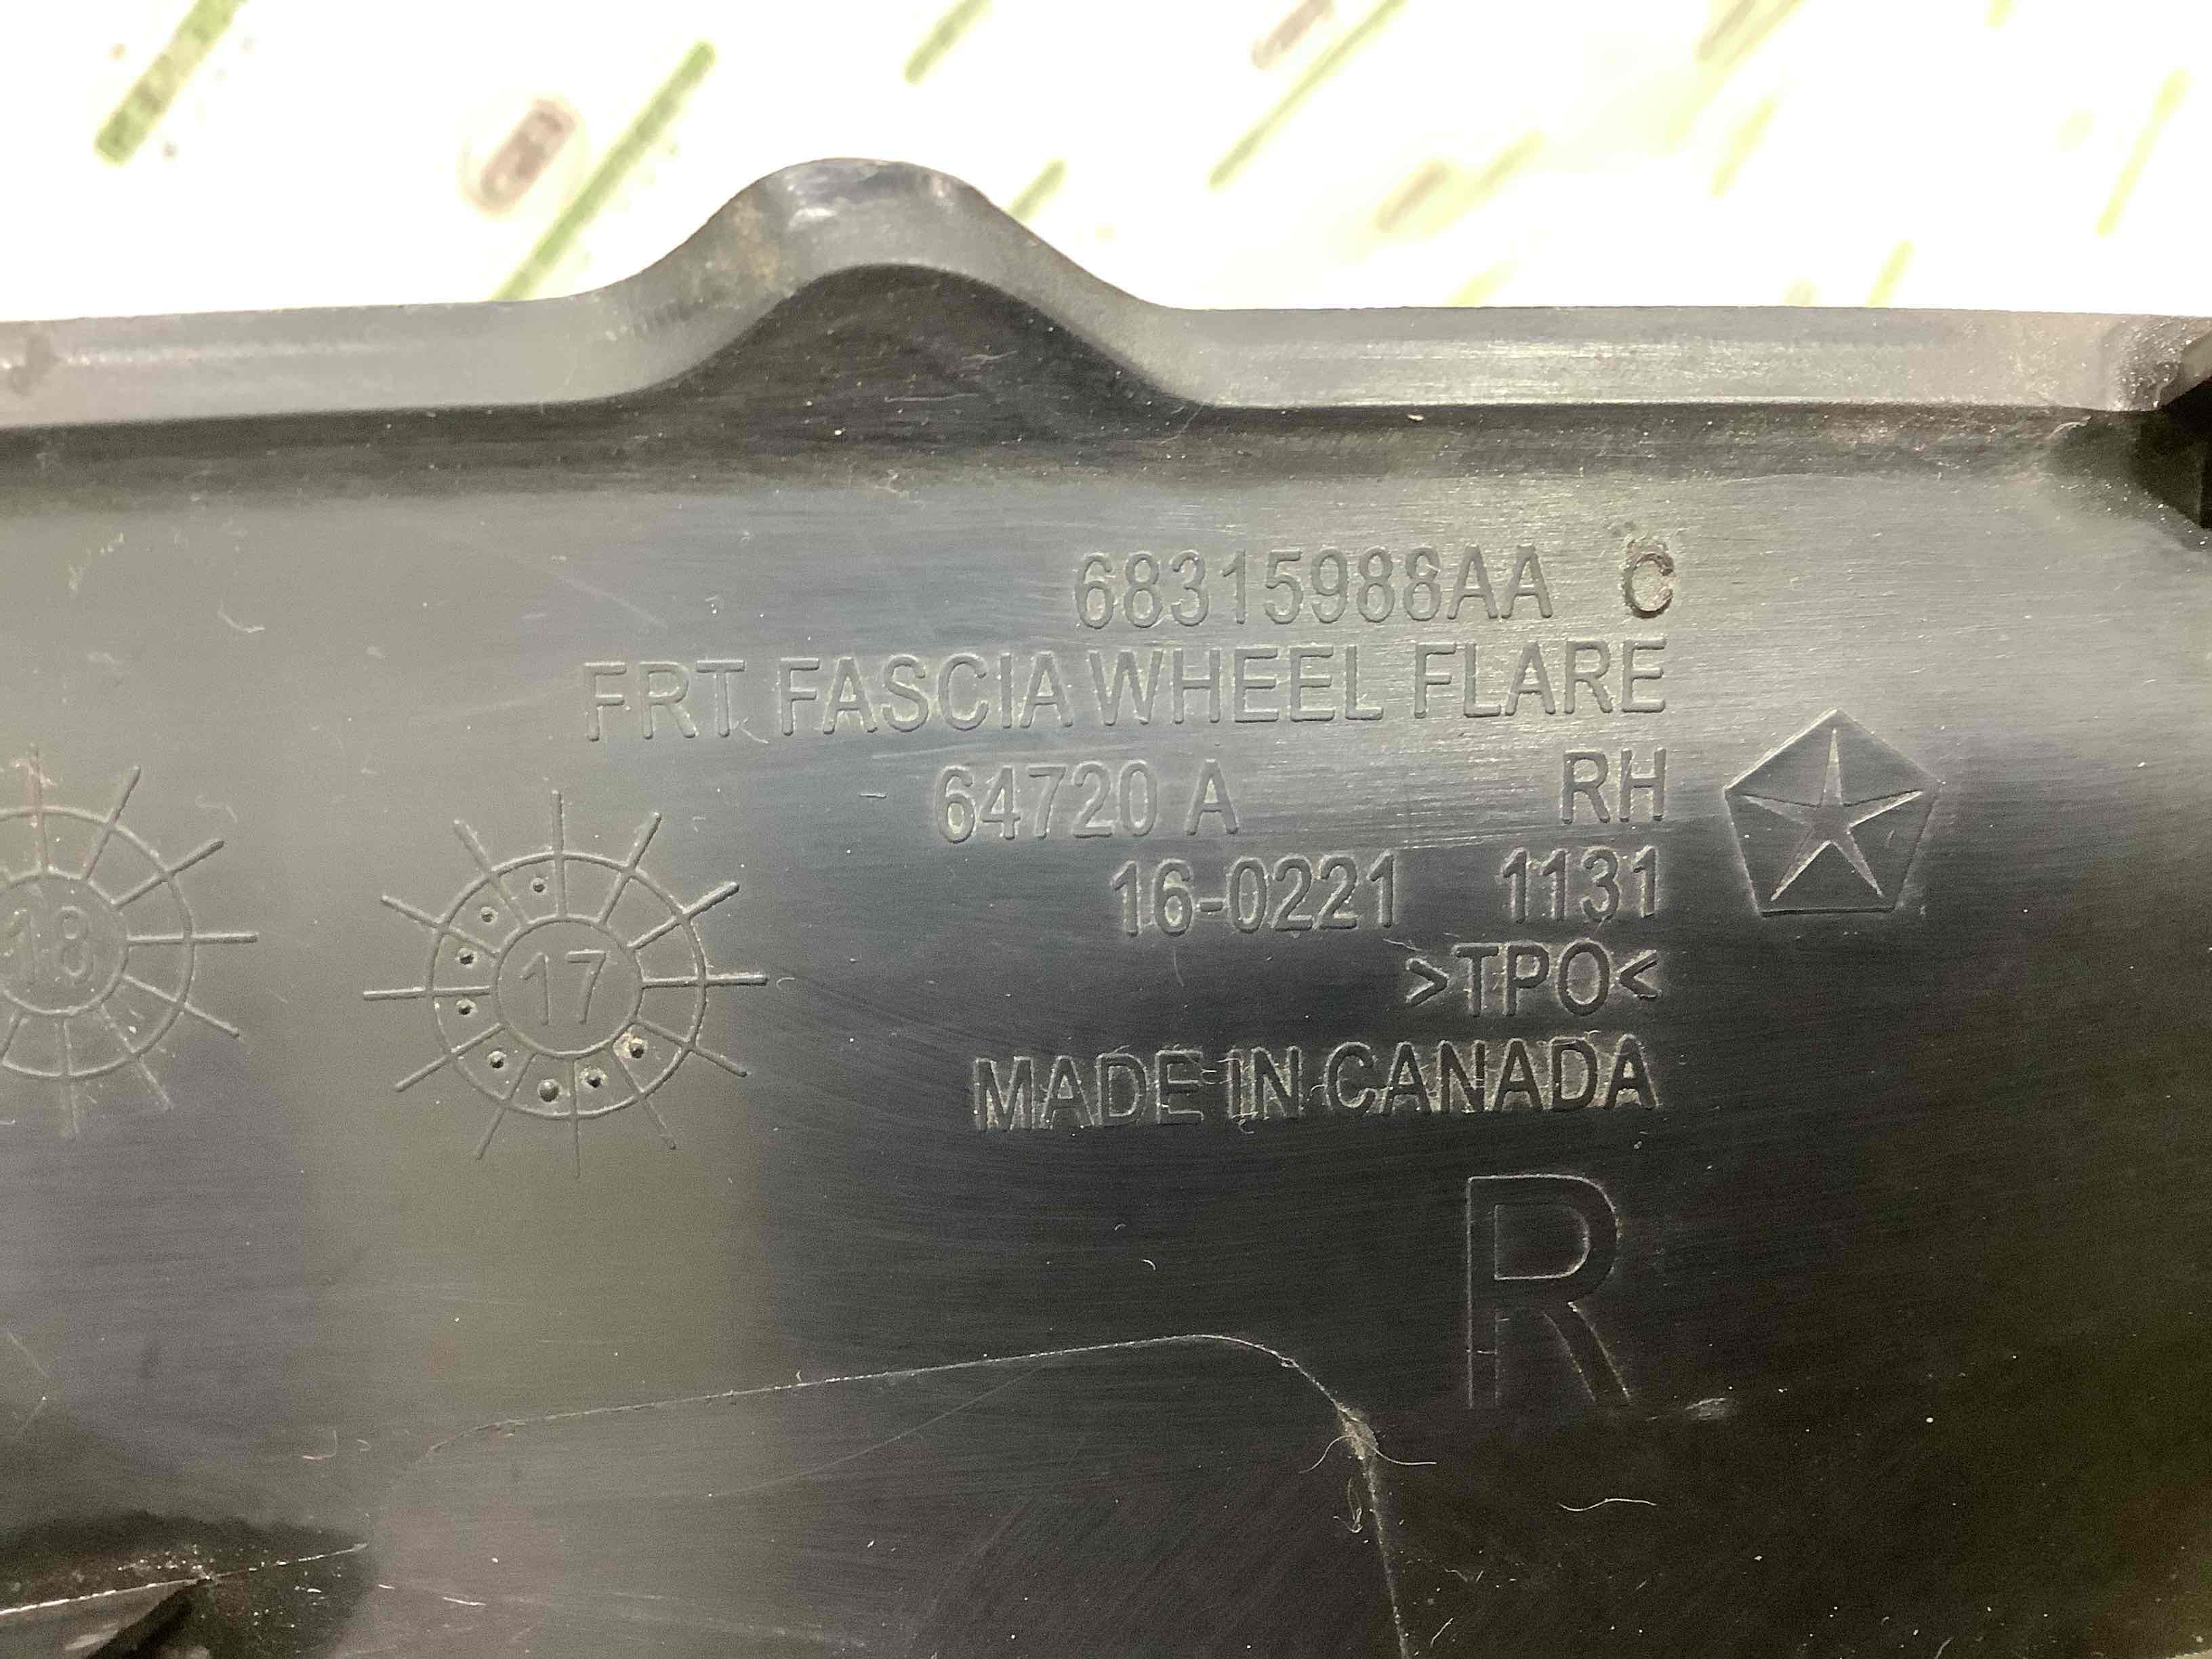 68315988AA C
FRT FASCIA WHEEL FLARE
64720 A RH
16-0221 1131
>TPO<
MADE IN CANADA
R
18
17